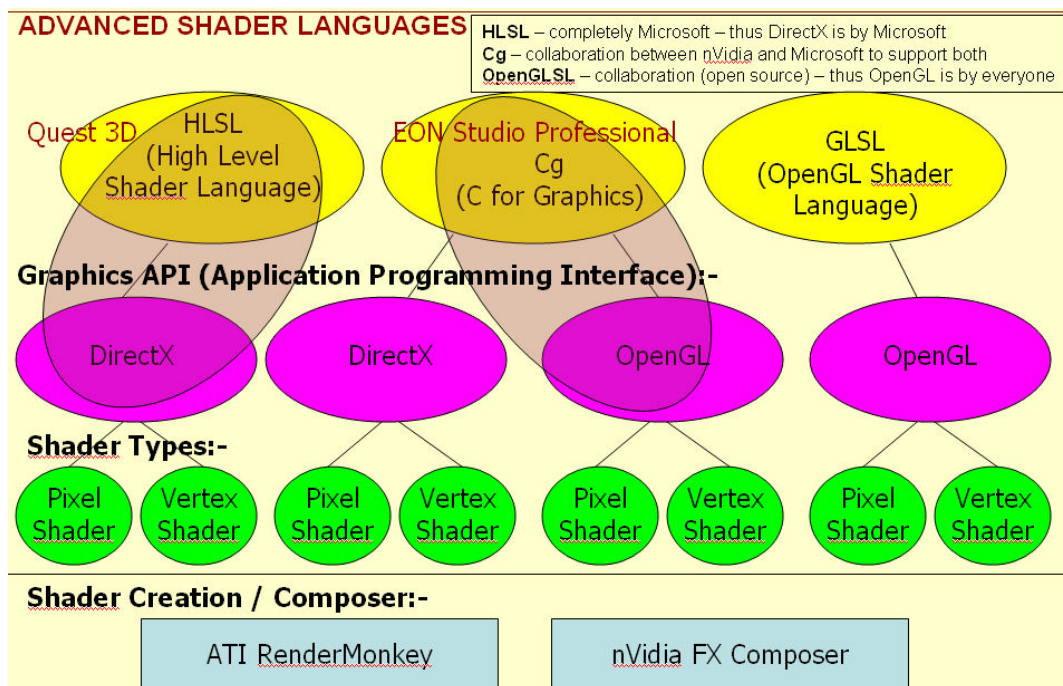 ADVANCED SHADER LANGUAGES
HLSL – completely Microsoft – thus DirectX is by Microsoft
Cg – collaboration between nVidia and Microsoft to support both
OpenGLSL – collaboration (open source) – thus OpenGL is by everyone
Quest 3D
HLSL
(High Level
Shader Language)
EON Studio Professional
Cg
(C for Graphics)
GLSL
(OpenGL Shader
Language)
Graphics API (Application Programming Interface):-
DirectX
DirectX
OpenGL
OpenGL
Shader Types:-
Pixel
Shader
Vertex
Shader
Pixel
Shader
Vertex
Shader
Pixel
Shader
Vertex
Shader
Pixel
Shader
Vertex
Shader
Shader Creation / Composer:-
ATI RenderMonkey
nVidia FX Composer